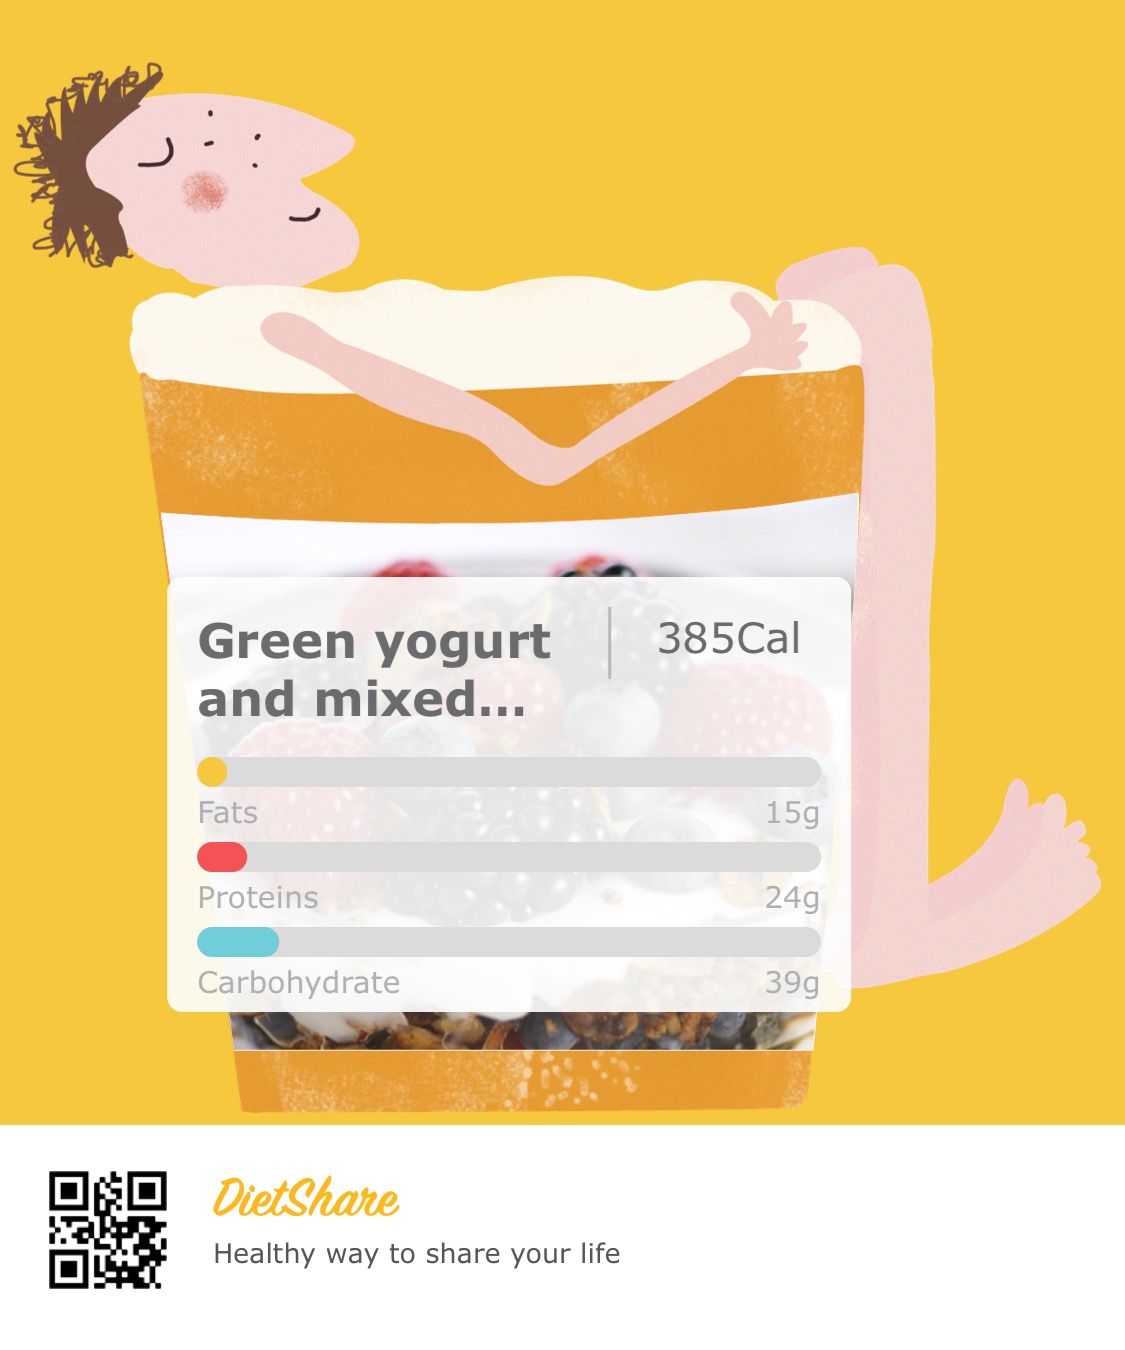 Green yogurt
and mixed...
385Cal
Fats 15g
Proteins 24g
Carbohydrate 39g
DietShare
Healthy way to share your life